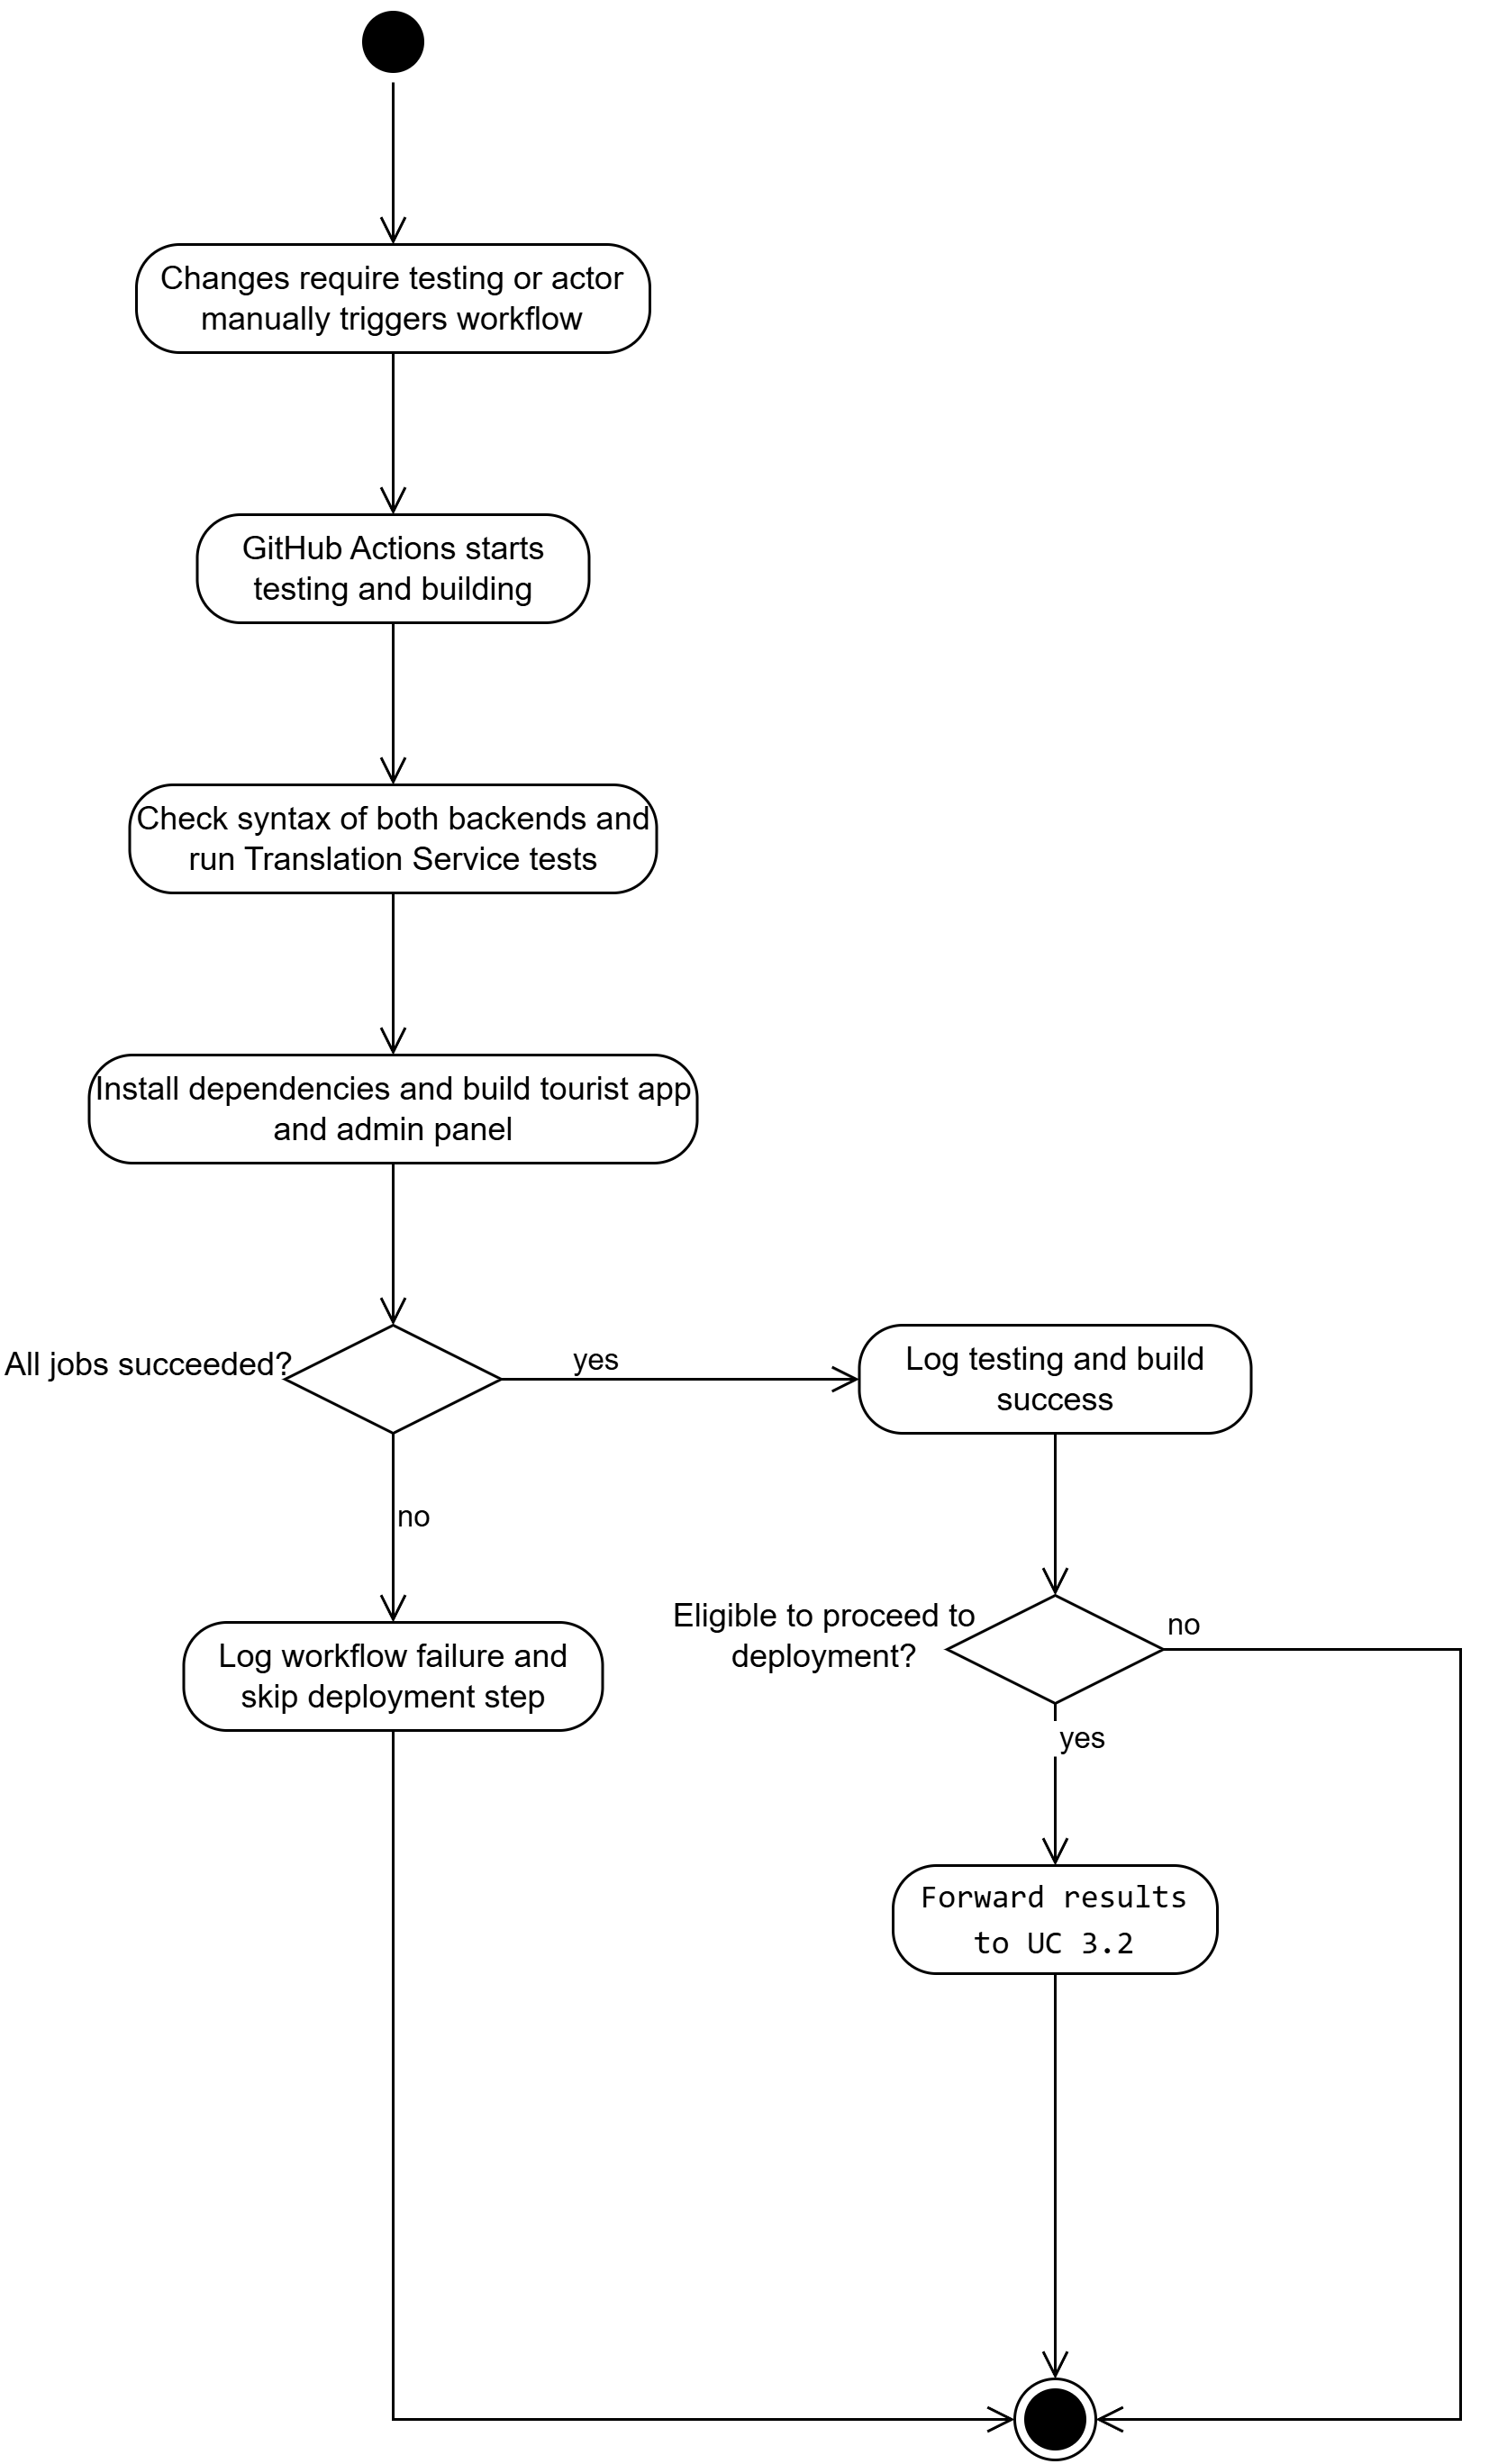 Changes require testing or actor
manually triggers workflow
GitHub Actions starts
testing and building
Check syntax of both backends and
run Translation Service tests
Install dependencies and build tourist app
and admin panel
All jobs succeeded?
yes
Log testing and build
success
no
Eligible to proceed to
deployment?
no
Log workflow failure and
skip deployment step
yes
Forward results
to UC 3.2